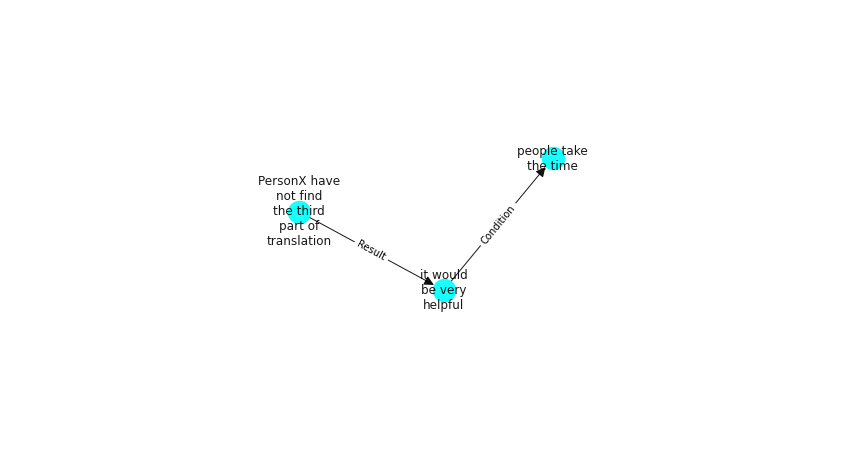 people take
the time
PersonX have
not find
the third
part of
translation
Condition
Result
it would
be very
helpful